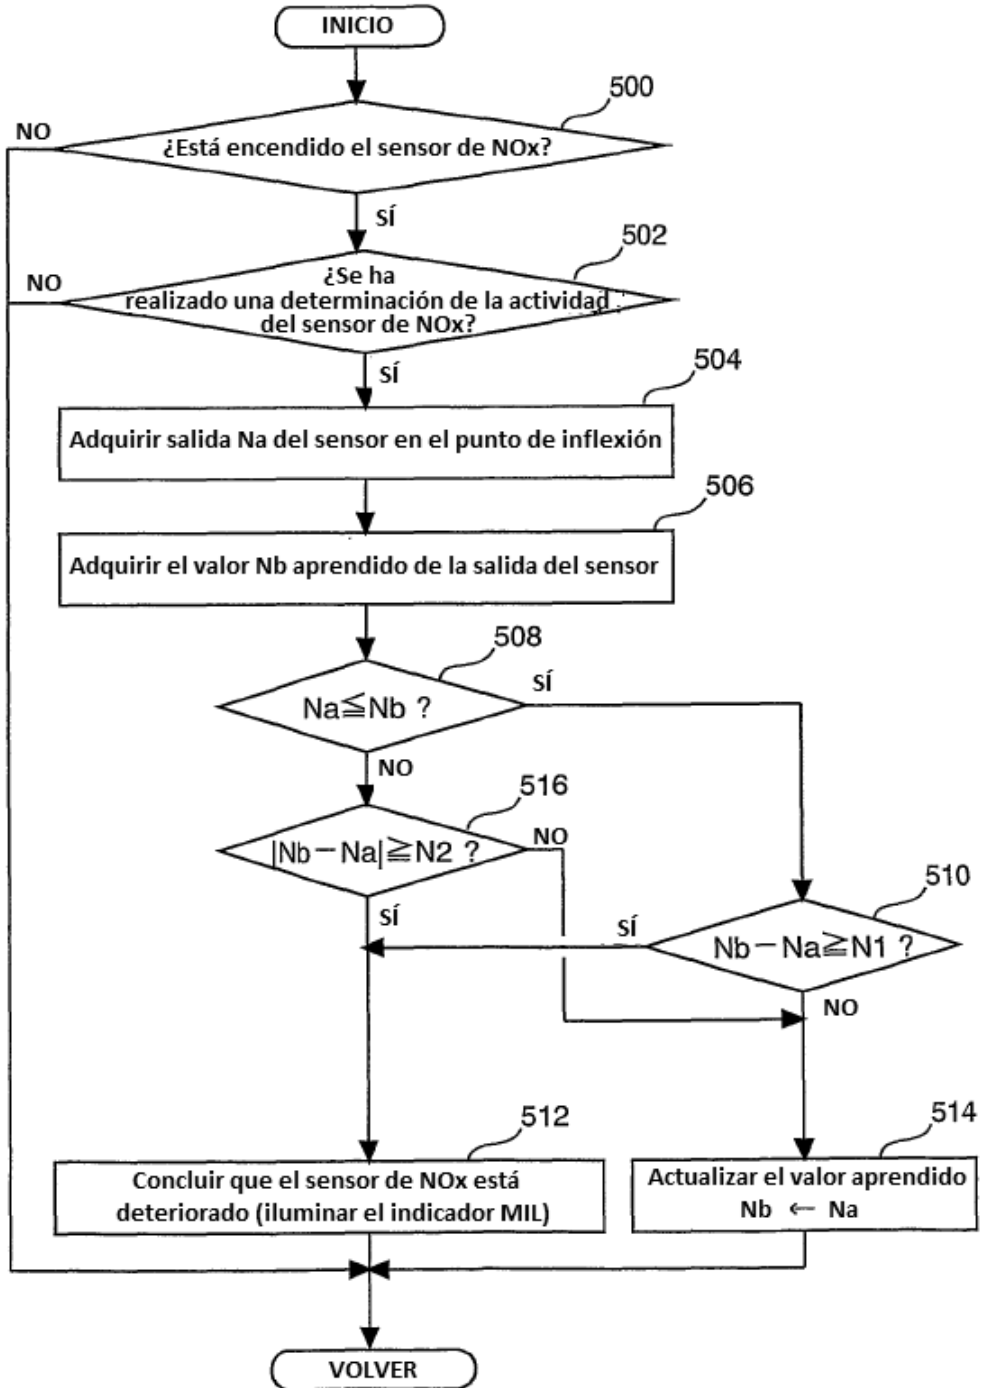 INICIO
500
NO
¿Está encendido el sensor de NOx?
SÍ
502
NO
¿Se ha
realizado una determinación de la actividad
del sensor de NOx?
SÍ
504
Adquirir salida Na del sensor en el punto de inflexión
506
Adquirir el valor Nb aprendido de la salida del sensor
508
SÍ
Na≦Nb ?
NO
516
NO
|Nb－Na|≧N2 ?
510
SÍ
SÍ
Nb－Na≧N1 ?
NO
512
514
Concluir que el sensor de NOx está
deteriorado (iluminar el indicador MIL)
Actualizar el valor aprendido
Nb ← Na
VOLVER